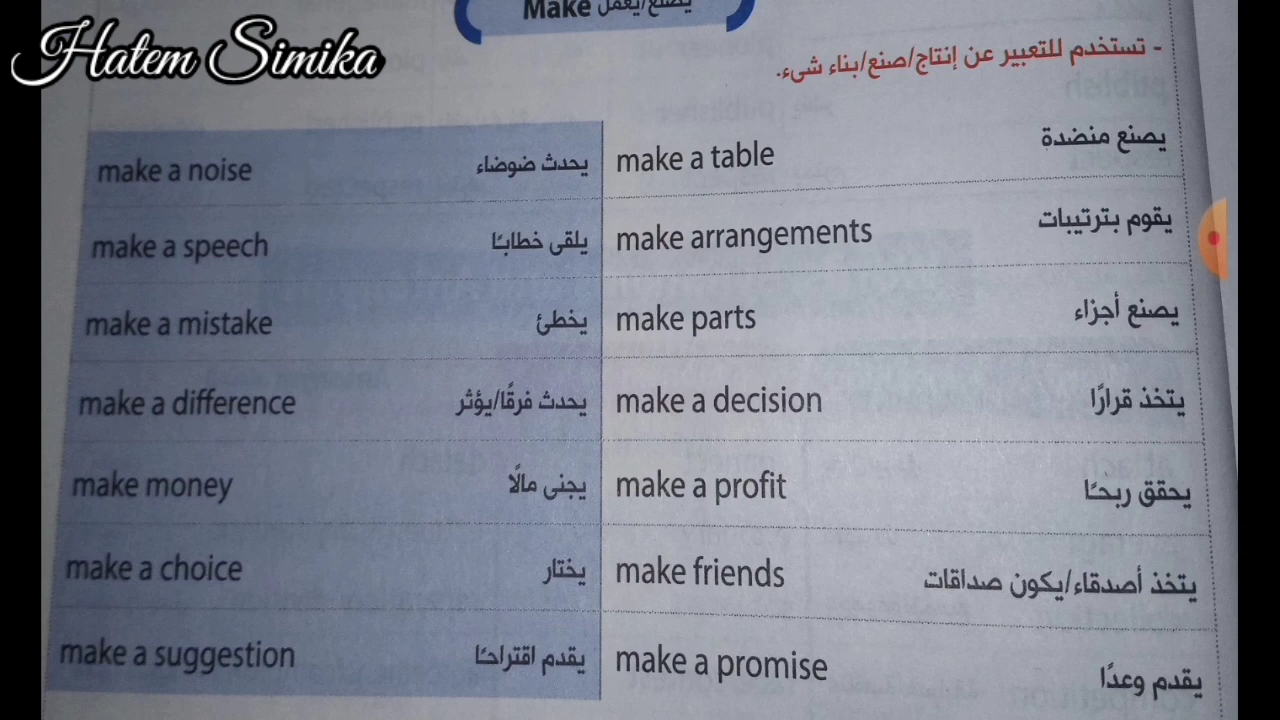 Hatem Simika
Make يصنع/يعمل
- تستخدم للتعبير عن إنتاج/صنع/بناء شىء.
make a noise يحدث ضوضاء make a table يصنع منضدة
make a speech يلقى خطابًا make arrangements يقوم بترتيبات
make a mistake يخطئ make parts يصنع أجزاء
make a difference يحدث فرقًا/يؤثر make a decision يتخذ قرارًا
make money يجنى مالًا make a profit يحقق ربحًا
make a choice يختار make friends يتخذ أصدقاء/يكون صداقات
make a suggestion يقدم اقتراحًا make a promise يقدم وعدًا